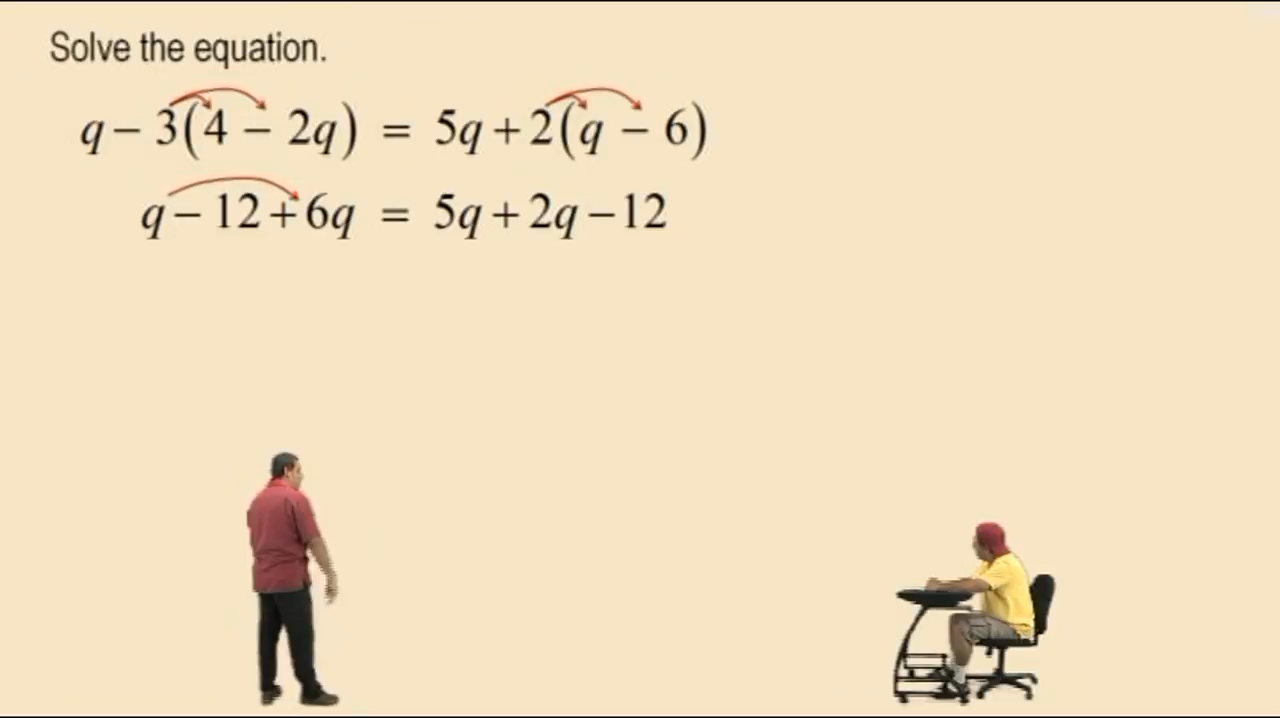 Solve the equation.
q − 3(4 − 2q) = 5q + 2(q − 6)
q − 12 + 6q = 5q + 2q − 12